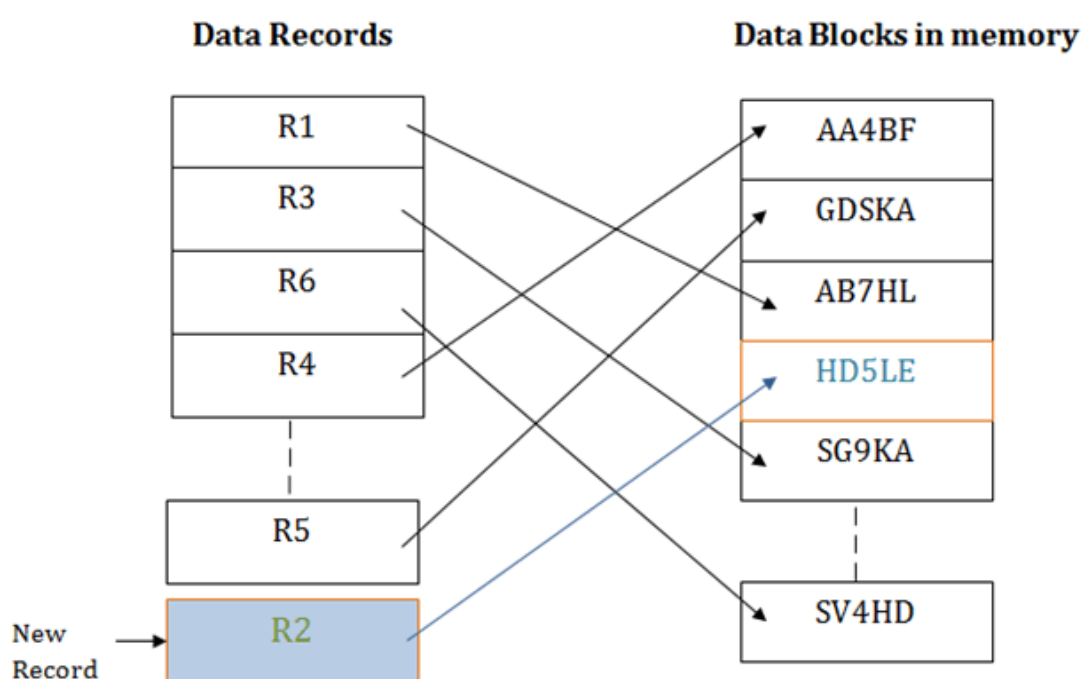 Data Records
Data Blocks in memory
R1
R3
R6
R4
R5
New
Record
R2
AA4BF
GDSKA
AB7HL
HD5LE
SG9KA
SV4HD